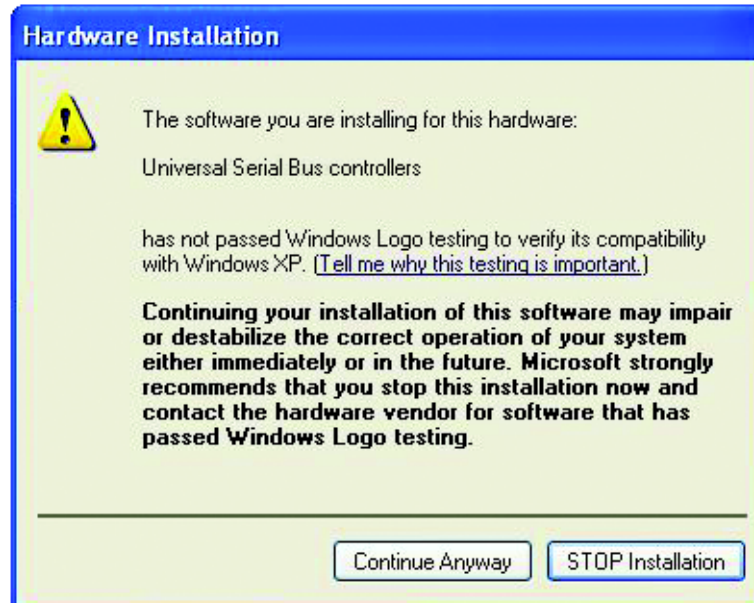 Hardware Installation
The software you are installing for this hardware:
Universal Serial Bus controllers
has not passed Windows Logo testing to verify its compatibility
with Windows XP. (Tell me why this testing is important.)
Continuing your installation of this software may impair
or destabilize the correct operation of your system
either immediately or in the future. Microsoft strongly
recommends that you stop this installation now and
contact the hardware vendor for software that has
passed Windows Logo testing.
Continue Anyway
STOP Installation